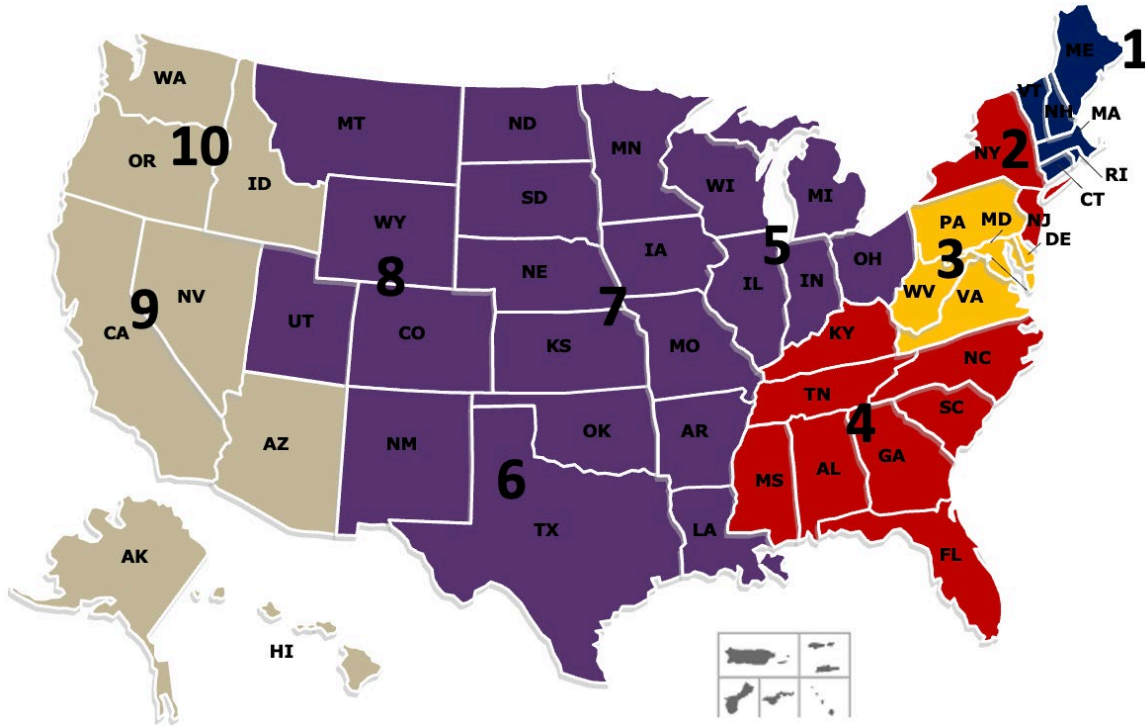 ME
1
WA
VT
NH
MA
MT
ND
OR
10
MN
NY
2
ID
WI
MI
RI
SD
CT
WY
PA
MD
NJ
DE
5
IA
OH
3
8
NE
IL
IN
WV
VA
NV
7
9
UT
CO
CA
KY
KS
MO
NC
TN
SC
4
AZ
NM
OK
AR
GA
AL
MS
6
TX
LA
FL
AK
HI